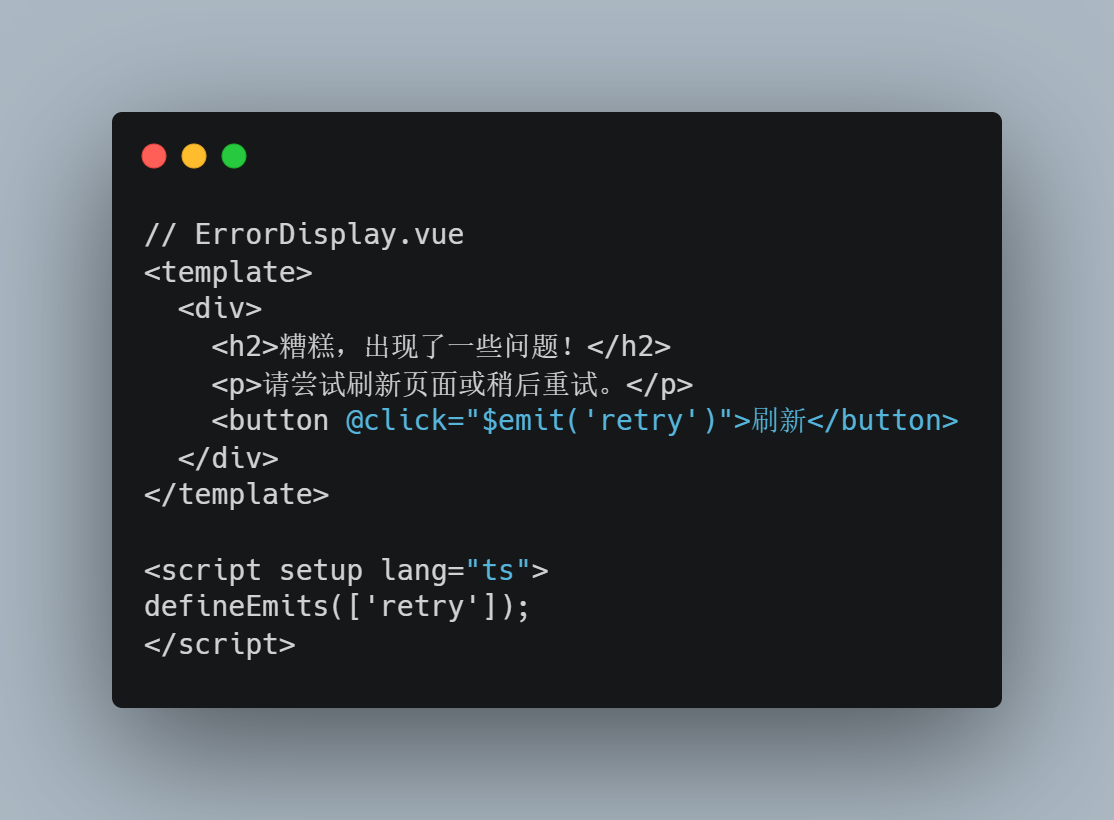 // ErrorDisplay.vue
<template>
  <div>
    <h2>糟糕，出现了一些问题！</h2>
    <p>请尝试刷新页面或稍后重试。</p>
    <button @click="$emit('retry')">刷新</button>
  </div>
</template>

<script setup lang="ts">
defineEmits(['retry']);
</script>